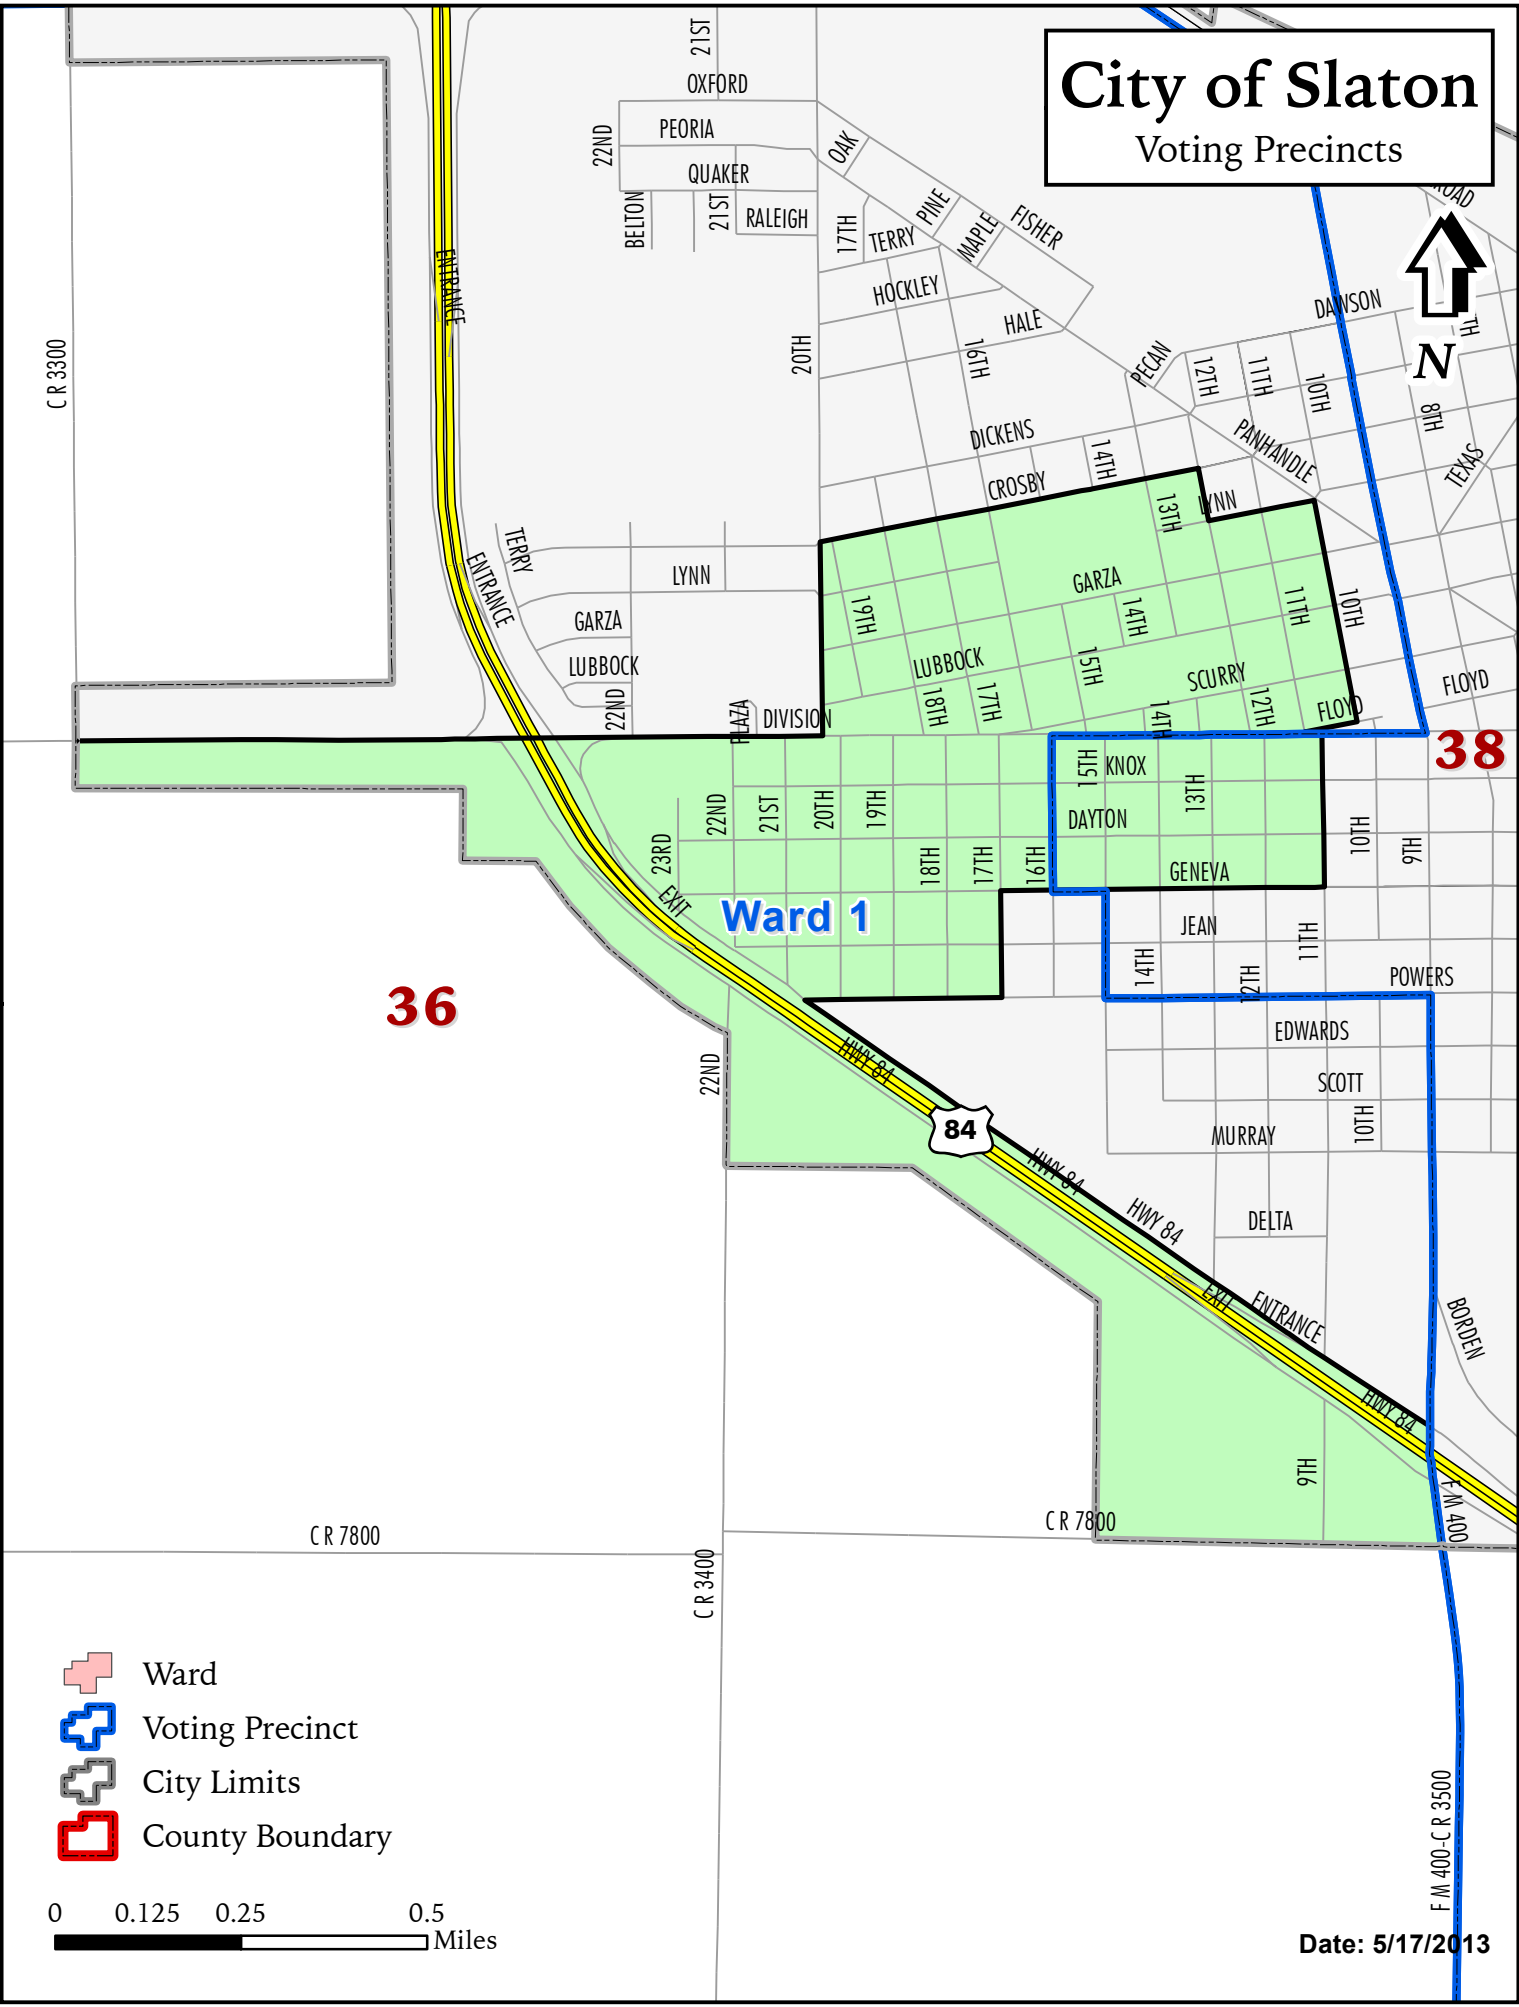 City of Slaton
Voting Precincts
21ST
OXFORD
PEORIA
22ND
QUAKER
BELTON
21ST
RALEIGH
OAK
17TH
TERRY
PINE
MAPLE
FISHER
ROAD
HOCKLEY
HALE
DAWSON
TH
N
ENTRANCE
C R 3300
20TH
16TH
PECAN
12TH
11TH
10TH
8TH
DICKENS
14TH
PANHANDLE
TEXAS
CROSBY
13TH
LYNN
TERRY
ENTRANCE
LYNN
GARZA
GARZA
19TH
14TH
11TH
10TH
LUBBOCK
LUBBOCK
15TH
SCURRY
FLOYD
22ND
PLAZA
DIVISION
18TH
17TH
14TH
12TH
FLOYD
38
15TH
KNOX
13TH
22ND
21ST
20TH
19TH
DAYTON
10TH
9TH
23RD
18TH
17TH
16TH
GENEVA
EXIT
Ward 1
JEAN
11TH
14TH
12TH
POWERS
36
EDWARDS
HWY 84
22ND
SCOTT
84
10TH
MURRAY
HWY 84
HWY 84
DELTA
EXIT
ENTRANCE
BORDEN
HWY 84
9TH
F M 400
C R 7800
C R 7800
C R 3400
Ward
Voting Precinct
City Limits
County Boundary
F M 400-C R 3500
0 0.125 0.25 0.5
Miles
Date: 5/17/2013